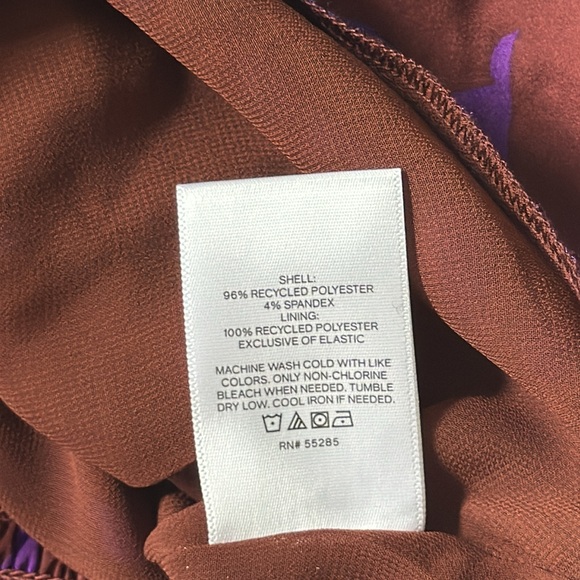 SHELL:
96% RECYCLED POLYESTER
4% SPANDEX
LINING:
100% RECYCLED POLYESTER
EXCLUSIVE OF ELASTIC
MACHINE WASH COLD WITH LIKE
COLORS. ONLY NON-CHLORINE
BLEACH WHEN NEEDED. TUMBLE
DRY LOW. COOL IRON IF NEEDED.
RN# 55285